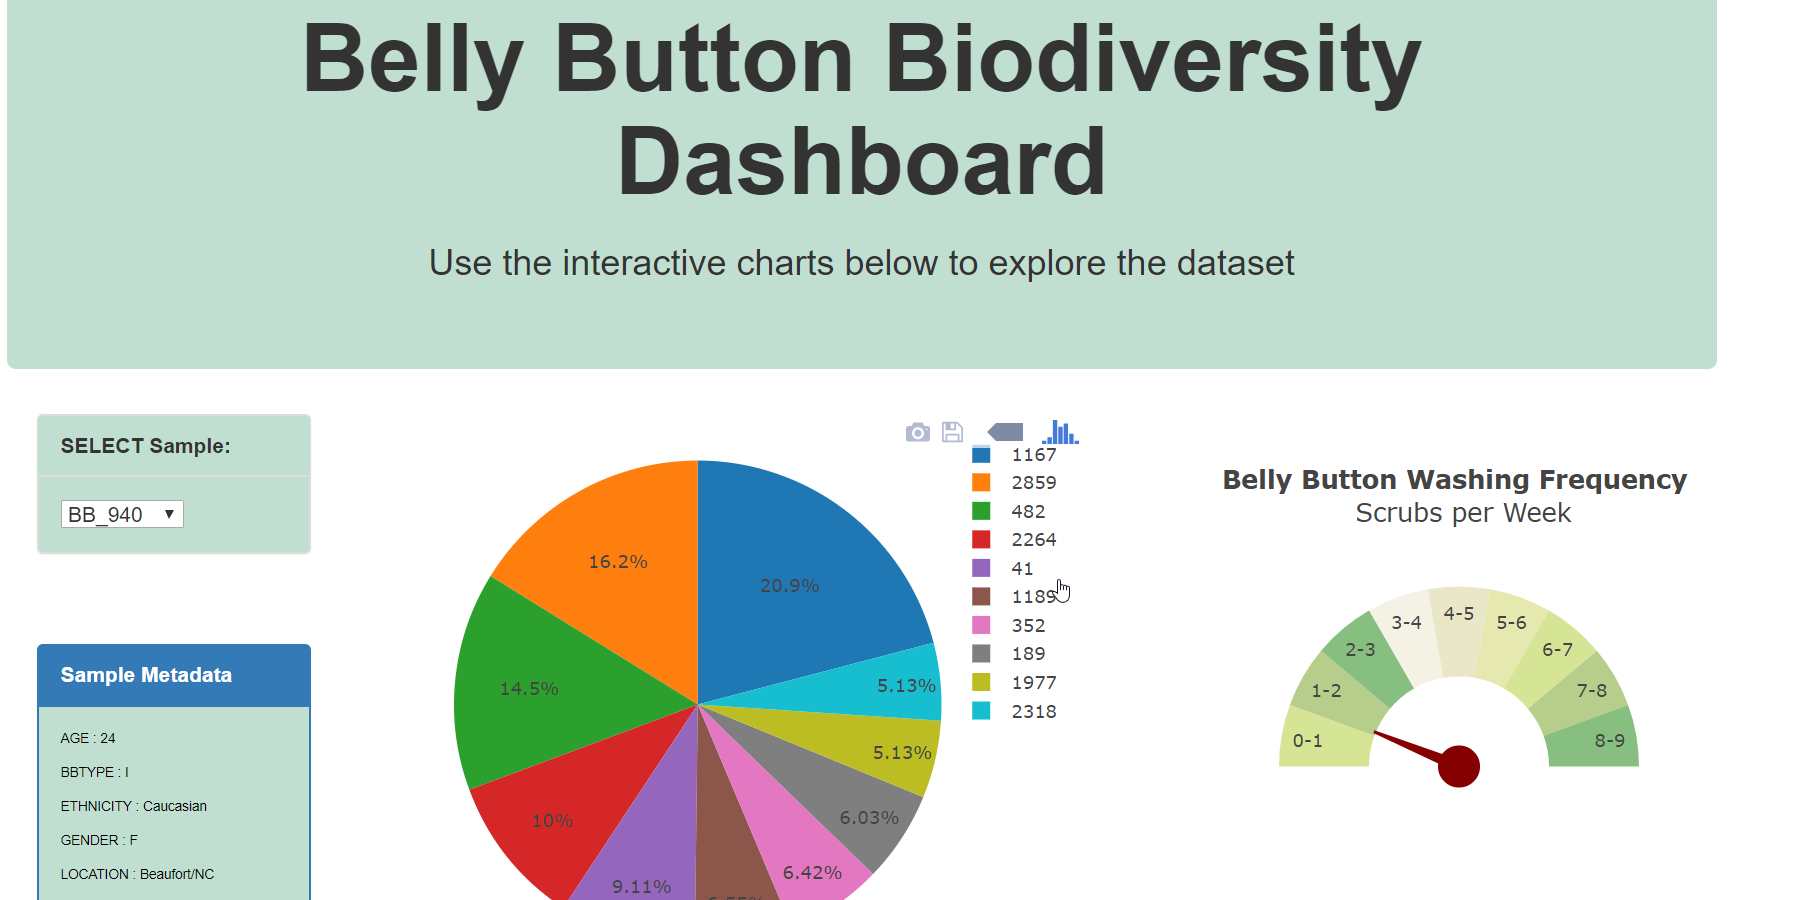 Belly Button Biodiversity
Dashboard
Use the interactive charts below to explore the dataset
SELECT Sample:
BB_940
Sample Metadata
AGE : 24
BBTYPE : I
ETHNICITY : Caucasian
GENDER : F
LOCATION : Beaufort/NC
20.9%
16.2%
14.5%
10%
9.11%
6.42%
6.03%
5.13%
5.13%
1167
2859
482
2264
41
1189
352
189
1977
2318
Belly Button Washing Frequency
Scrubs per Week
0-1
1-2
2-3
3-4
4-5
5-6
6-7
7-8
8-9